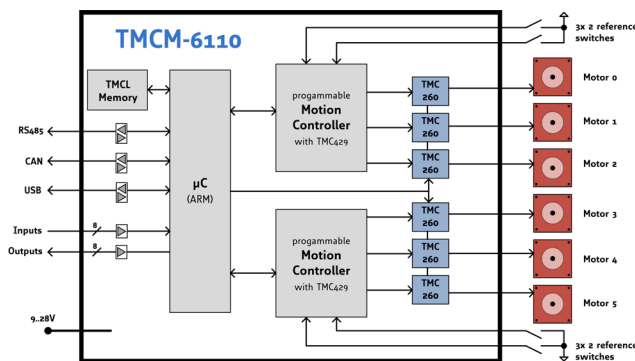 TMCM-6110
3x 2 reference
switches
TMCL
Memory
progammable
Motion
Controller
with TMC429
TMC
260
TMC
260
TMC
260
Motor 0
Motor 1
Motor 2
RS485
CAN
USB
µC
(ARM)
Inputs
8
Outputs
8
progammable
Motion
Controller
with TMC429
TMC
260
TMC
260
TMC
260
Motor 3
Motor 4
Motor 5
9..28V
3x 2 reference
switches